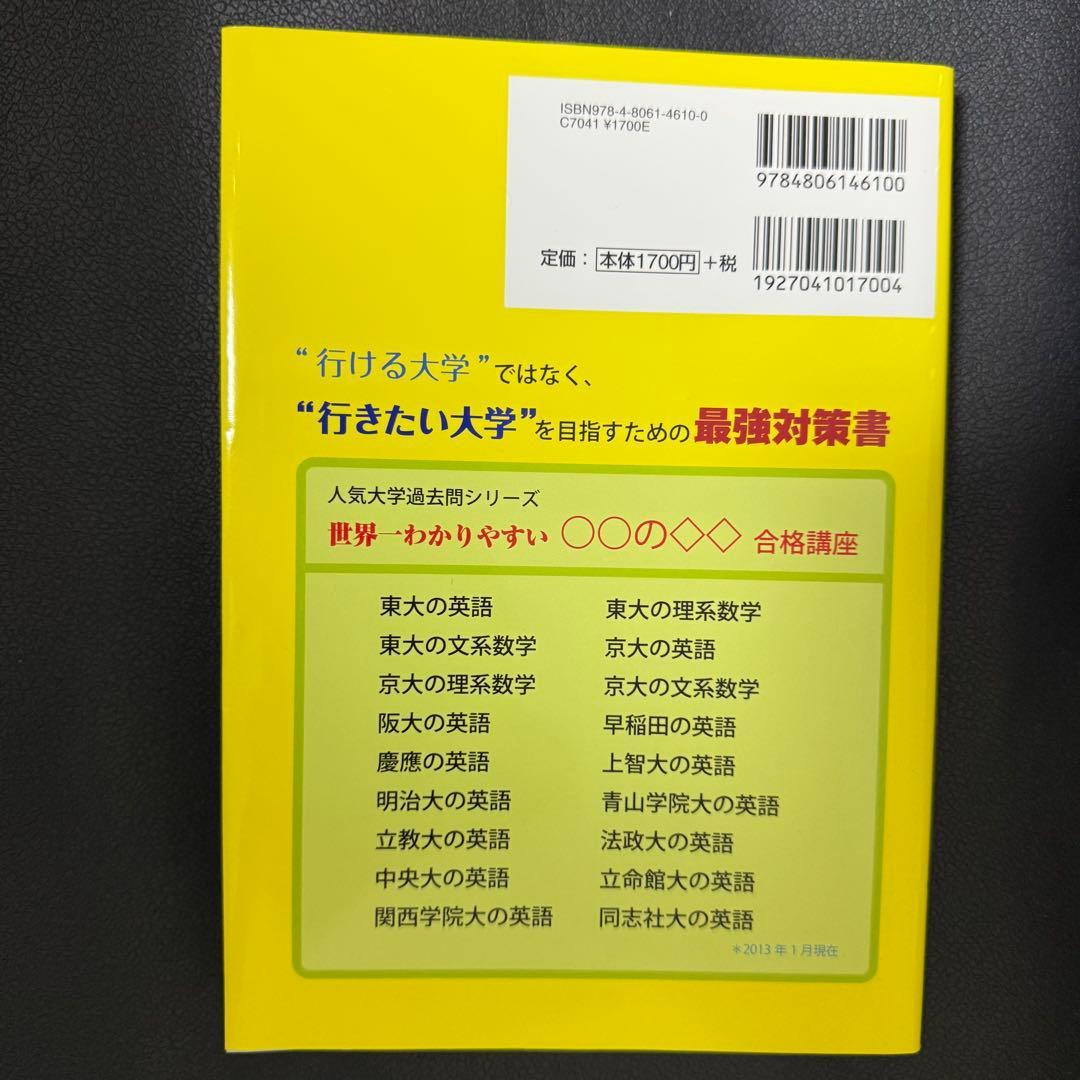 ISBN978-4-8061-4610-0
C7041 ¥1700E
9784806146100
定価：本体1700円+税
1927041017004
“行ける大学”ではなく、
“行きたい大学”を目指すための最強対策書
人気大学過去問シリーズ
世界一わかりやすい 〇〇の◇◇ 合格講座
東大の英語 東大の理系数学
東大の文系数学 京大の英語
京大の理系数学 京大の文系数学
阪大の英語 早稲田の英語
慶應の英語 上智大の英語
明治大の英語 青山学院大の英語
立教大の英語 法政大の英語
中央大の英語 立命館大の英語
関西学院大の英語 同志社大の英語
＊2013年1月現在